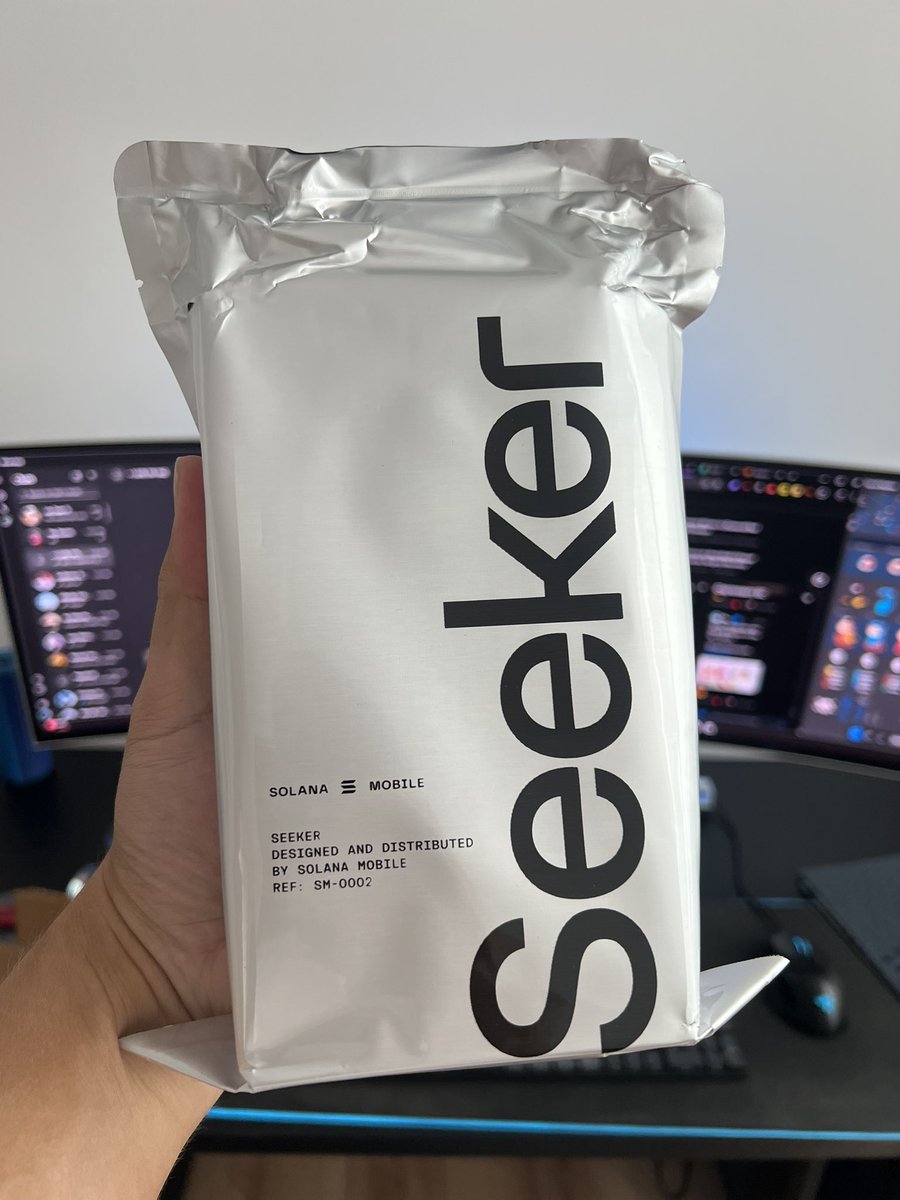 Seeker
SOLANA MOBILE
SEEKER
DESIGNED AND DISTRIBUTED
BY SOLANA MOBILE
REF: SM-0002